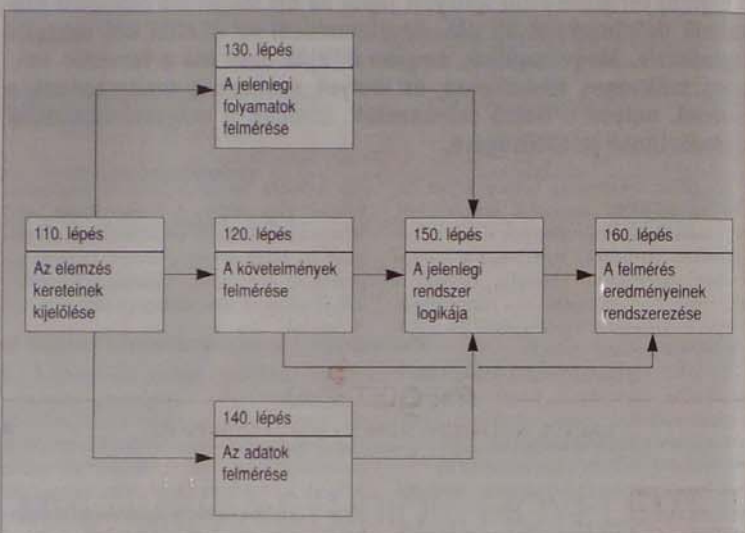 130. lépés
A jelenlegi
folyamatok
felmérése
110. lépés
Az elemzés
kereteinek
kijelölése
120. lépés
A követelmények
felmérése
150. lépés
A jelenlegi
rendszer
logikája
160. lépés
A felmérés
eredményeinek
rendszerezése
140. lépés
Az adatok
felmérése